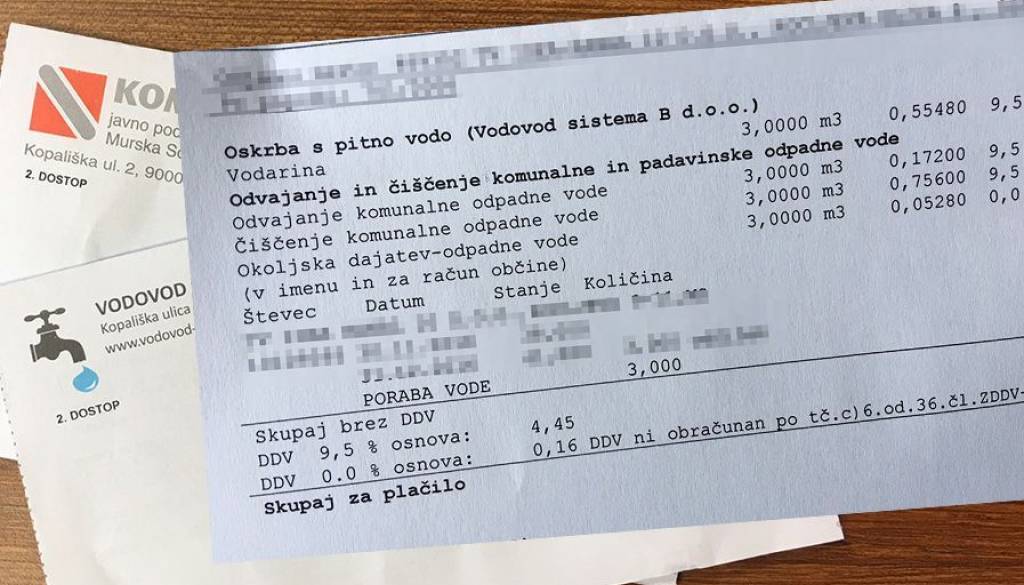 KOM
javno pod
Murska So
Kopališka ul. 2, 9000
2. DOSTOP
VODOVOD
Kopališka ulica
www.vodovod-
2. DOSTOP
Oskrba s pitno vodo (Vodovod sistema B d.o.o.)
Vodarina 3,0000 m3 0,55480 9,5
Odvajanje in čiščenje komunalne in padavinske odpadne vode
Odvajanje komunalne odpadne vode 3,0000 m3 0,17200 9,5
Čiščenje komunalne odpadne vode 3,0000 m3 0,75600 9,5
Okoljska dajatev-odpadne vode 3,0000 m3 0,05280 0,0
(v imenu in za račun občine)
Števec Datum Stanje Količina
PORABA VODE 3,000
Skupaj brez DDV
DDV 9,5 % osnova: 4,45
DDV 0.0 % osnova: 0,16 DDV ni obračunan po tč.c)6.od.36.čl.ZDDV-
Skupaj za plačilo